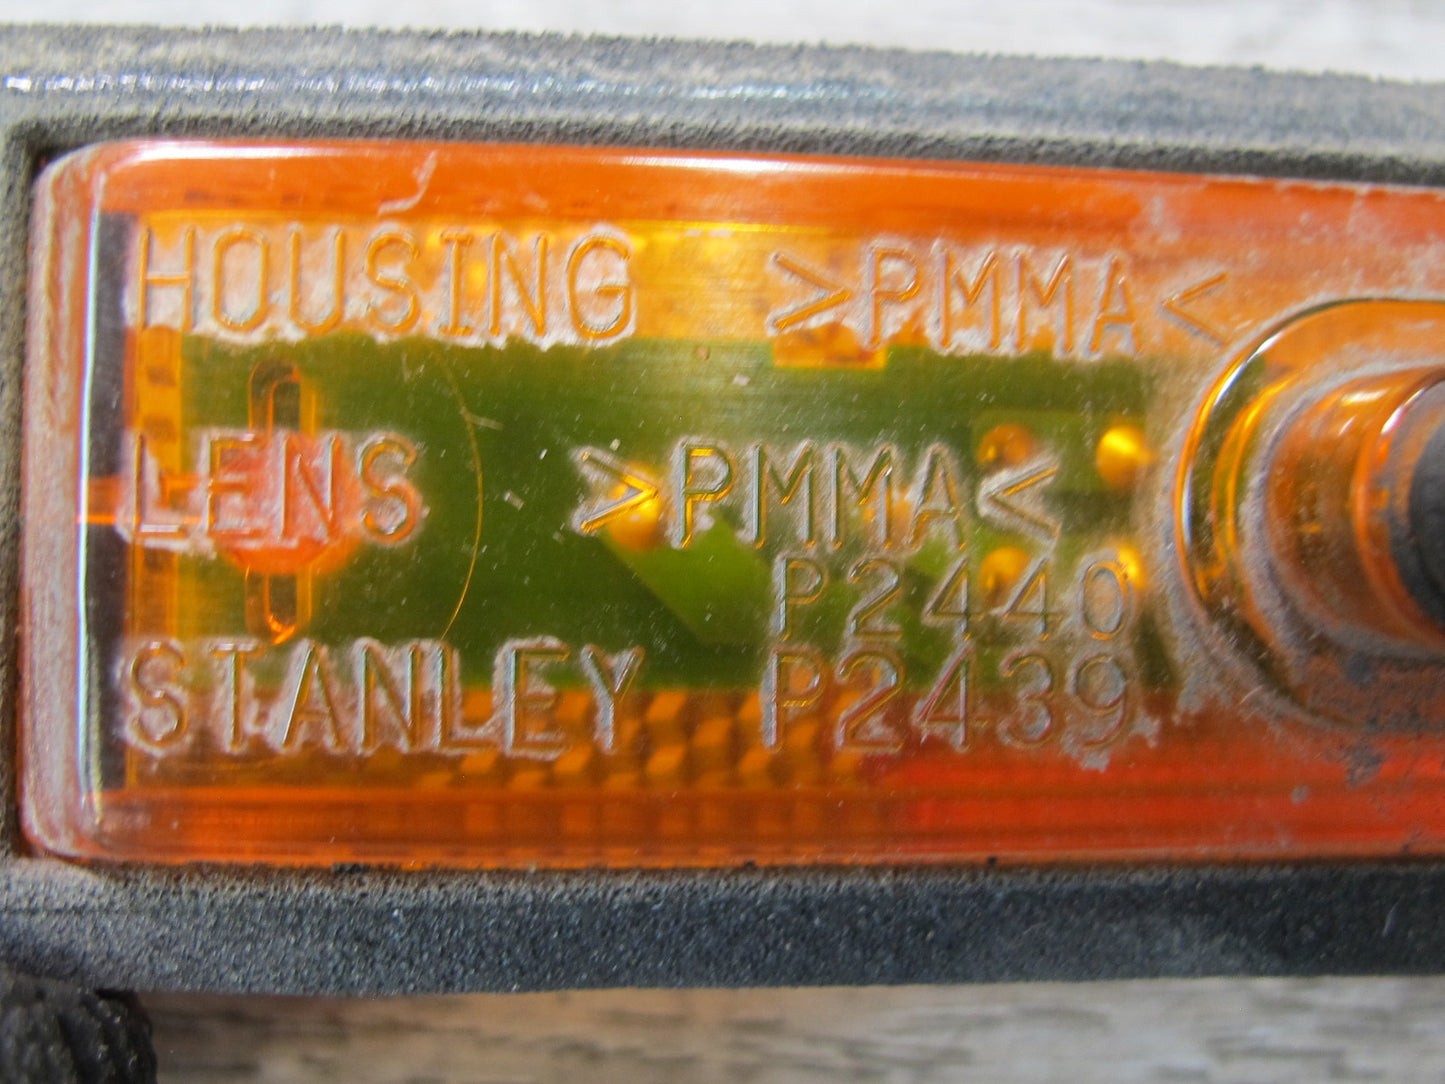 HOUSING >PMMA<
LENS >PMMA<
P2440
STANLEY P2439